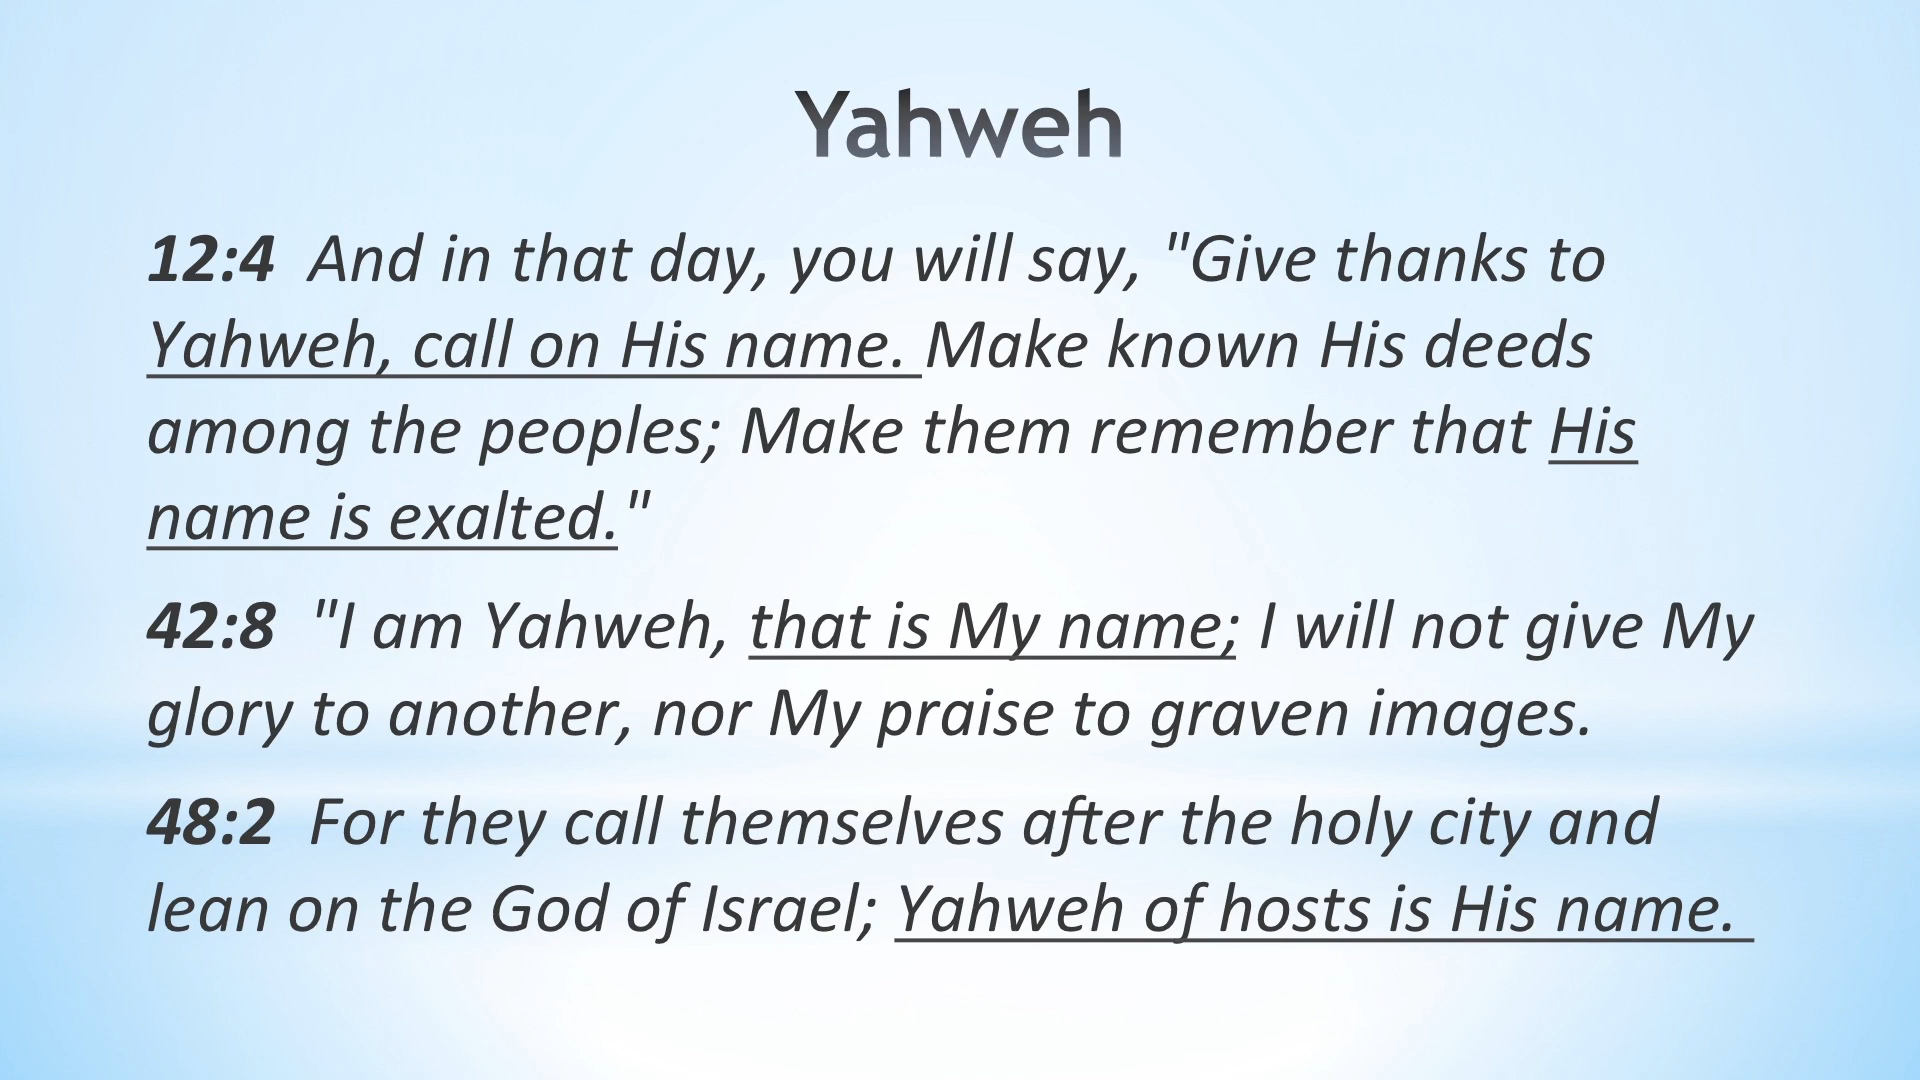 Yahweh
12:4  And in that day, you will say, "Give thanks to
Yahweh, call on His name. Make known His deeds
among the peoples; Make them remember that His
name is exalted."
42:8  "I am Yahweh, that is My name; I will not give My
glory to another, nor My praise to graven images.
48:2  For they call themselves after the holy city and
lean on the God of Israel; Yahweh of hosts is His name.